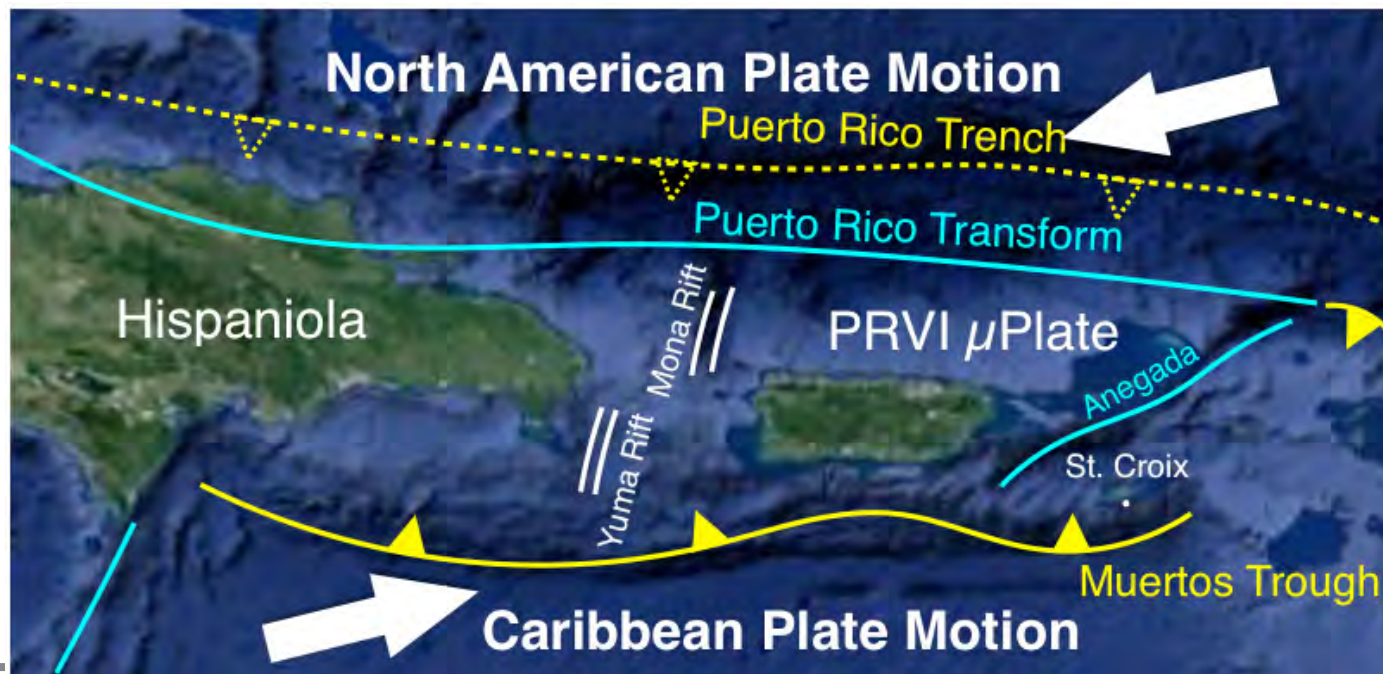 North American Plate Motion
Puerto Rico Trench
Puerto Rico Transform
Hispaniola
Mona Rift
PRVI μPlate
Anegada
Yuma Rift
St. Croix
Muertos Trough
Caribbean Plate Motion